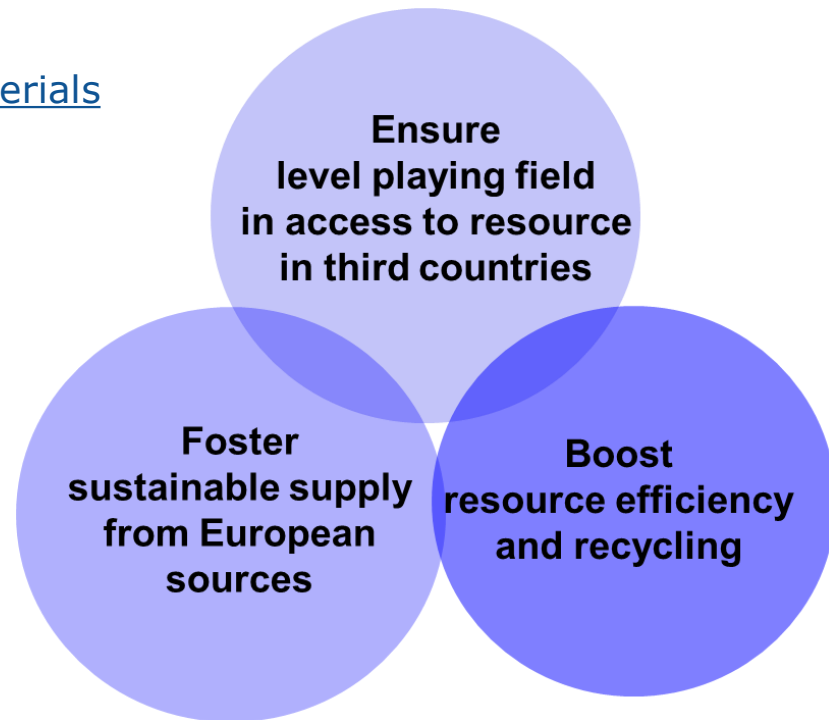 erials
Ensure
level playing field
in access to resource
in third countries
Foster
sustainable supply
from European
sources
Boost
resource efficiency
and recycling